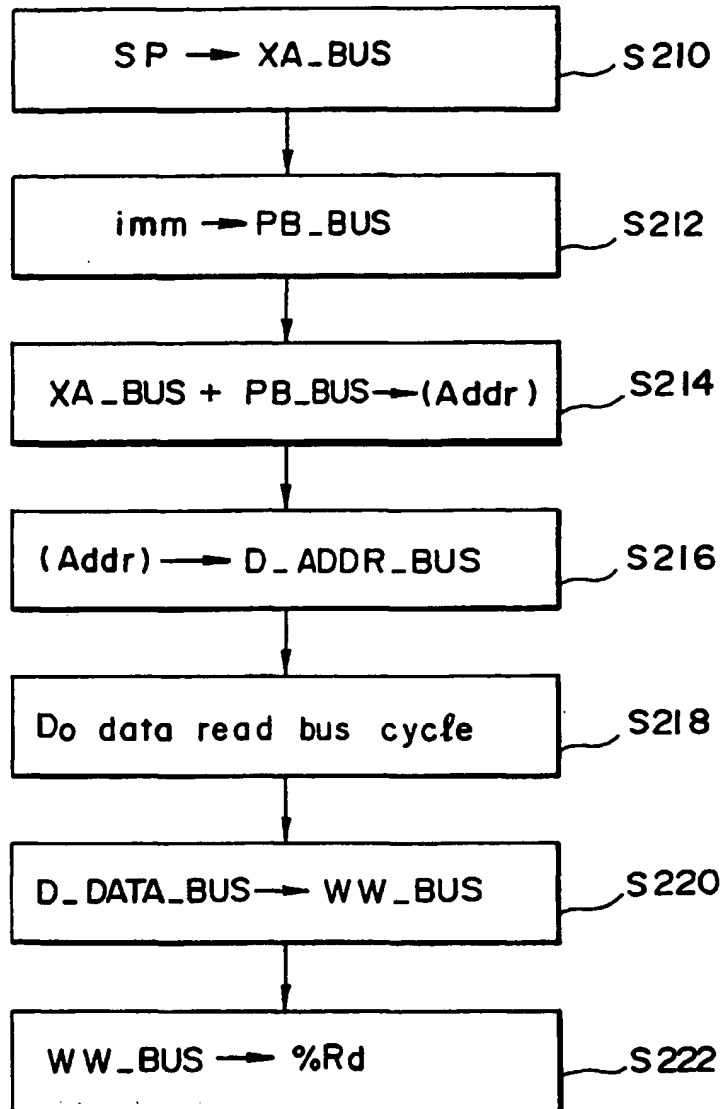 SP → XA_BUS S210
imm → PB_BUS S212
XA_BUS + PB_BUS → (Addr) S214
(Addr) → D_ADDR_BUS S216
Do data read bus cycle S218
D_DATA_BUS → WW_BUS S220
WW_BUS → %Rd S222